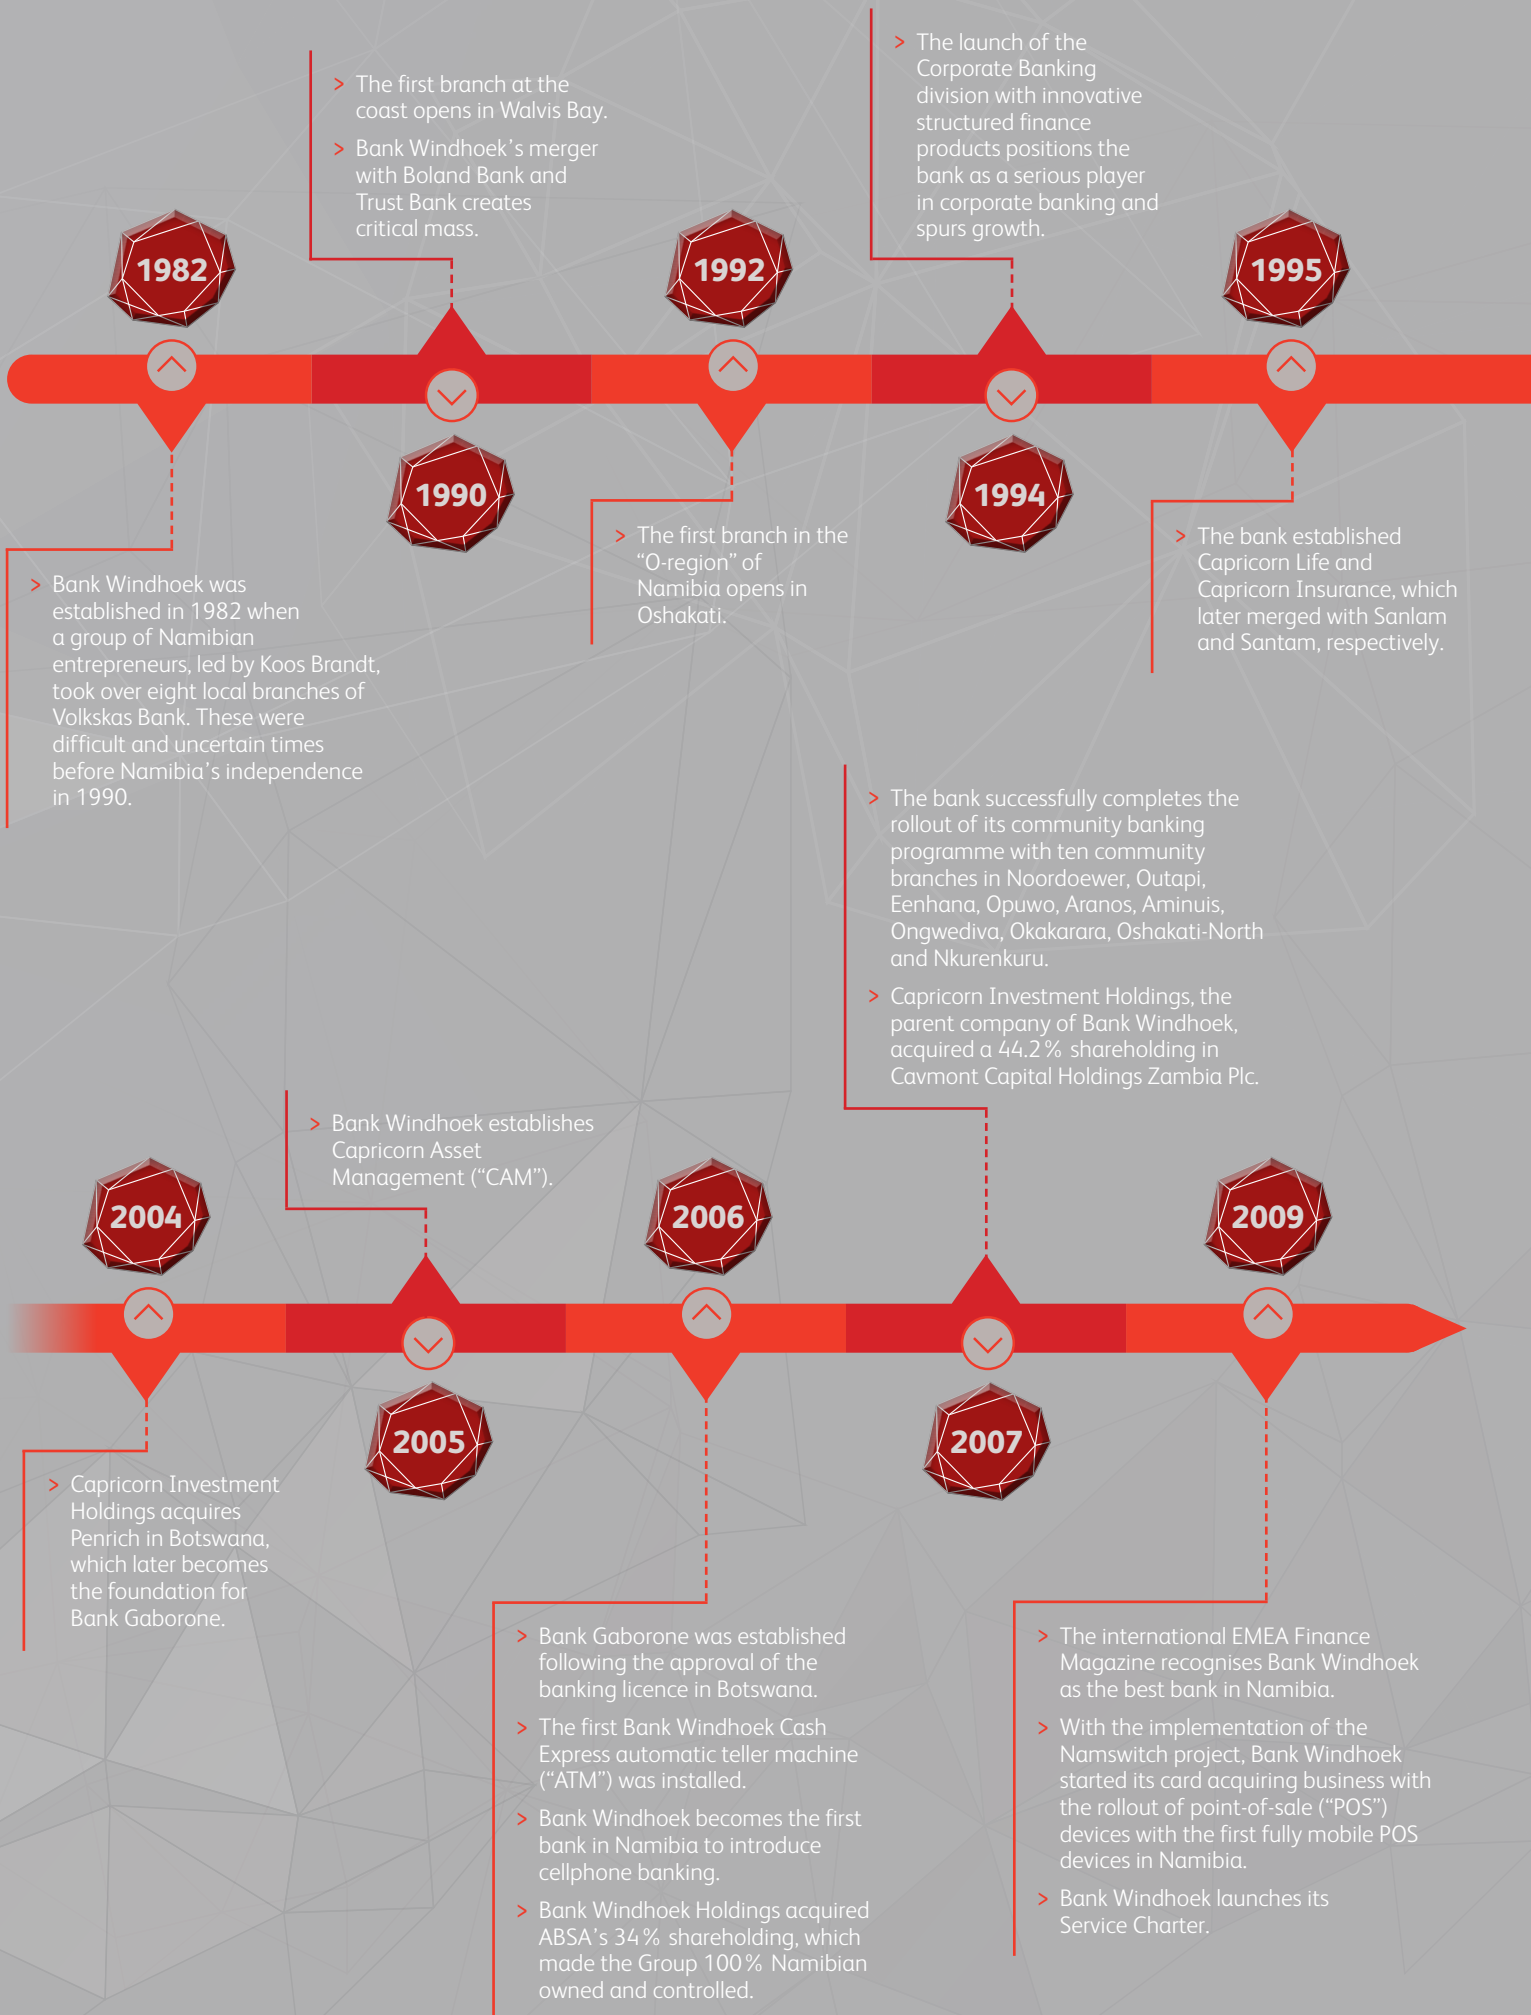 1982
> Bank Windhoek was
established in 1982 when
a group of Namibian
entrepreneurs, led by Koos Brandt,
took over eight local branches of
Volkskas Bank. These were
difficult and uncertain times
before Namibia’s independence
in 1990.
> The first branch at the
coast opens in Walvis Bay.
> Bank Windhoek’s merger
with Boland Bank and
Trust Bank creates
critical mass.
1990
1992
> The first branch in the
“O-region” of
Namibia opens in
Oshakati.
> The launch of the
Corporate Banking
division with innovative
structured finance
products positions the
bank as a serious player
in corporate banking and
spurs growth.
1994
1995
> The bank established
Capricorn Life and
Capricorn Insurance, which
later merged with Sanlam
and Santam, respectively.
2004
> Capricorn Investment
Holdings acquires
Penrich in Botswana,
which later becomes
the foundation for
Bank Gaborone.
> Bank Windhoek establishes
Capricorn Asset
Management (“CAM”).
2005
2006
> Bank Gaborone was established
following the approval of the
banking licence in Botswana.
> The first Bank Windhoek Cash
Express automatic teller machine
(“ATM”) was installed.
> Bank Windhoek becomes the first
bank in Namibia to introduce
cellphone banking.
> Bank Windhoek Holdings acquired
ABSA’s 34% shareholding, which
made the Group 100% Namibian
owned and controlled.
> The bank successfully completes the
rollout of its community banking
programme with ten community
branches in Noordoewer, Outapi,
Eenhana, Opuwo, Aranos, Aminuis,
Ongwediva, Okakarara, Oshakati-North
and Nkurenkuru.
> Capricorn Investment Holdings, the
parent company of Bank Windhoek,
acquired a 44.2% shareholding in
Cavmont Capital Holdings Zambia Plc.
2007
2009
> The international EMEA Finance
Magazine recognises Bank Windhoek
as the best bank in Namibia.
> With the implementation of the
Namswitch project, Bank Windhoek
started its card acquiring business with
the rollout of point-of-sale (“POS”)
devices with the first fully mobile POS
devices in Namibia.
> Bank Windhoek launches its
Service Charter.